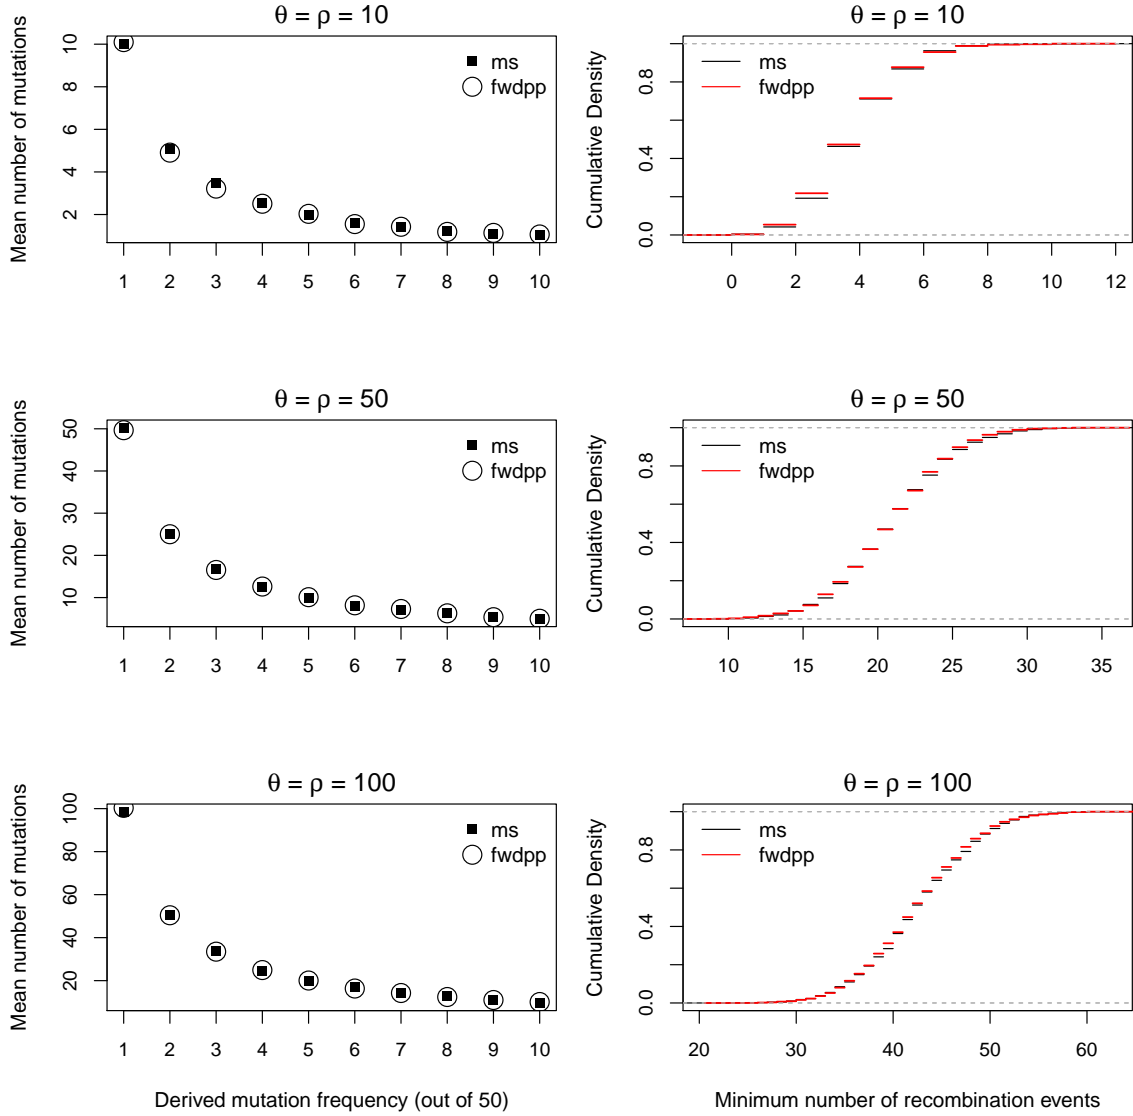 θ = ρ = 10
Mean number of mutations
10
8
6
4
2
ms
fwdpp
1 2 3 4 5 6 7 8 9 10
θ = ρ = 10
Cumulative Density
0.8
0.4
0.0
ms
fwdpp
0 2 4 6 8 10 12
θ = ρ = 50
Mean number of mutations
50
40
30
20
10
ms
fwdpp
1 2 3 4 5 6 7 8 9 10
θ = ρ = 50
Cumulative Density
0.8
0.4
0.0
ms
fwdpp
10 15 20 25 30 35
θ = ρ = 100
Mean number of mutations
100
80
60
40
20
ms
fwdpp
1 2 3 4 5 6 7 8 9 10
Derived mutation frequency (out of 50)
θ = ρ = 100
Cumulative Density
0.8
0.4
0.0
ms
fwdpp
20 30 40 50 60
Minimum number of recombination events